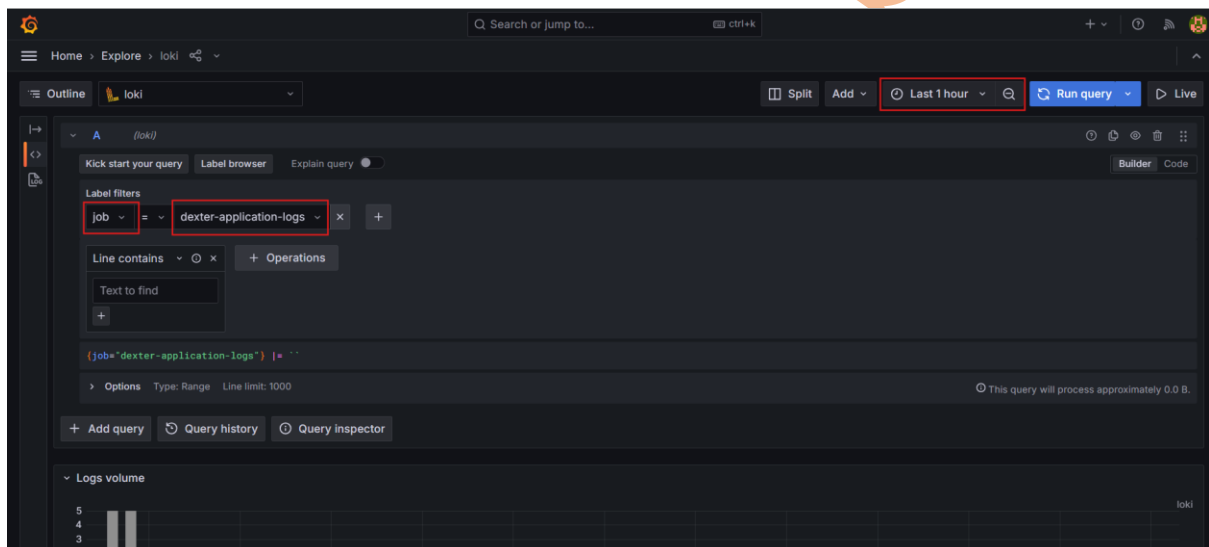 Search or jump to... ctrl+k
Home › Explore › loki
Outline loki Split Add Last 1 hour Run query Live
A (loki)
Kick start your query Label browser Explain query Builder Code
Label filters
job = dexter-application-logs × +
Line contains × + Operations
Text to find
+
{job="dexter-application-logs"} |= ``
› Options Type: Range Line limit: 1000 This query will process approximately 0.0 B.
+ Add query Query history Query inspector
Logs volume
loki
5
4
3